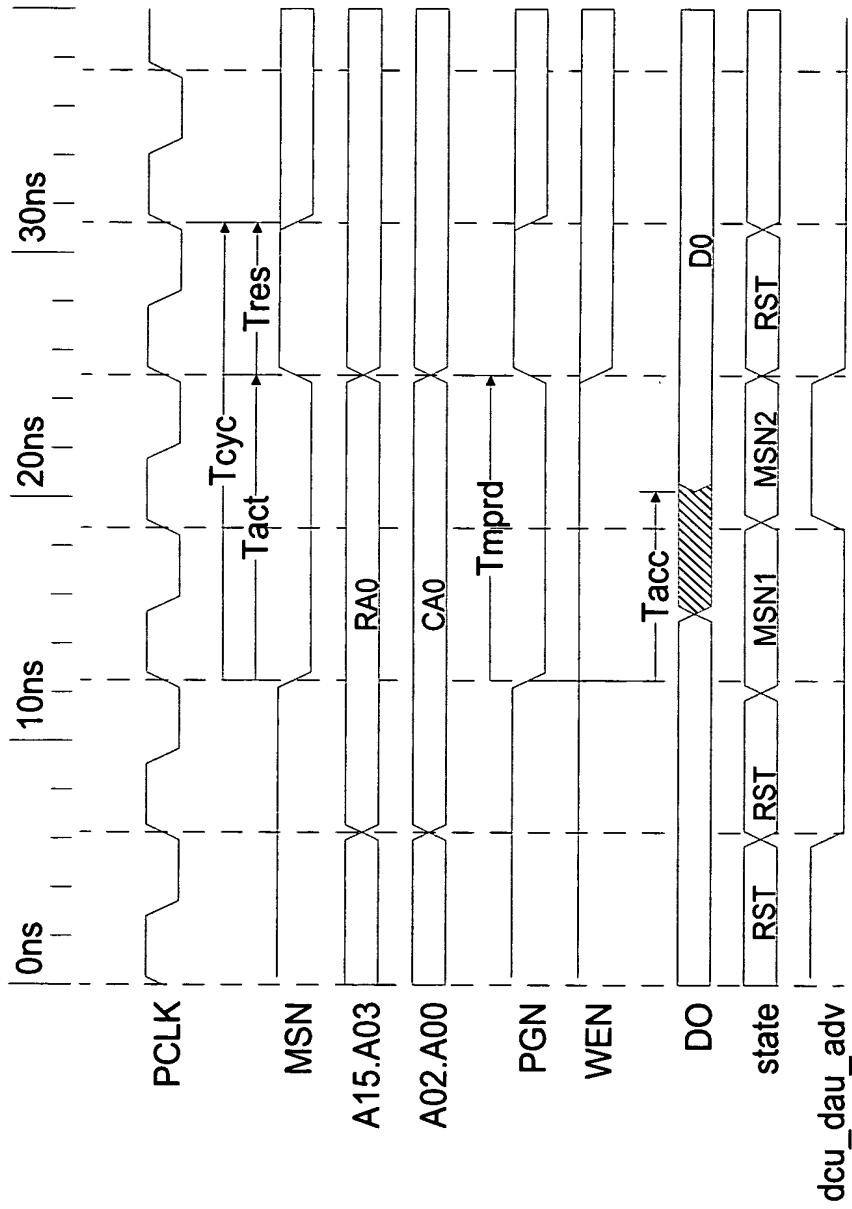 0ns 10ns 20ns 30ns
PCLK
Tcyc
Tact Tres
MSN
A15.A03 RA0
A02.A00 CA0
Tmprd
PGN
WEN
Tacc
DO D0
state RST RST MSN1 MSN2 RST
dcu_dau_adv